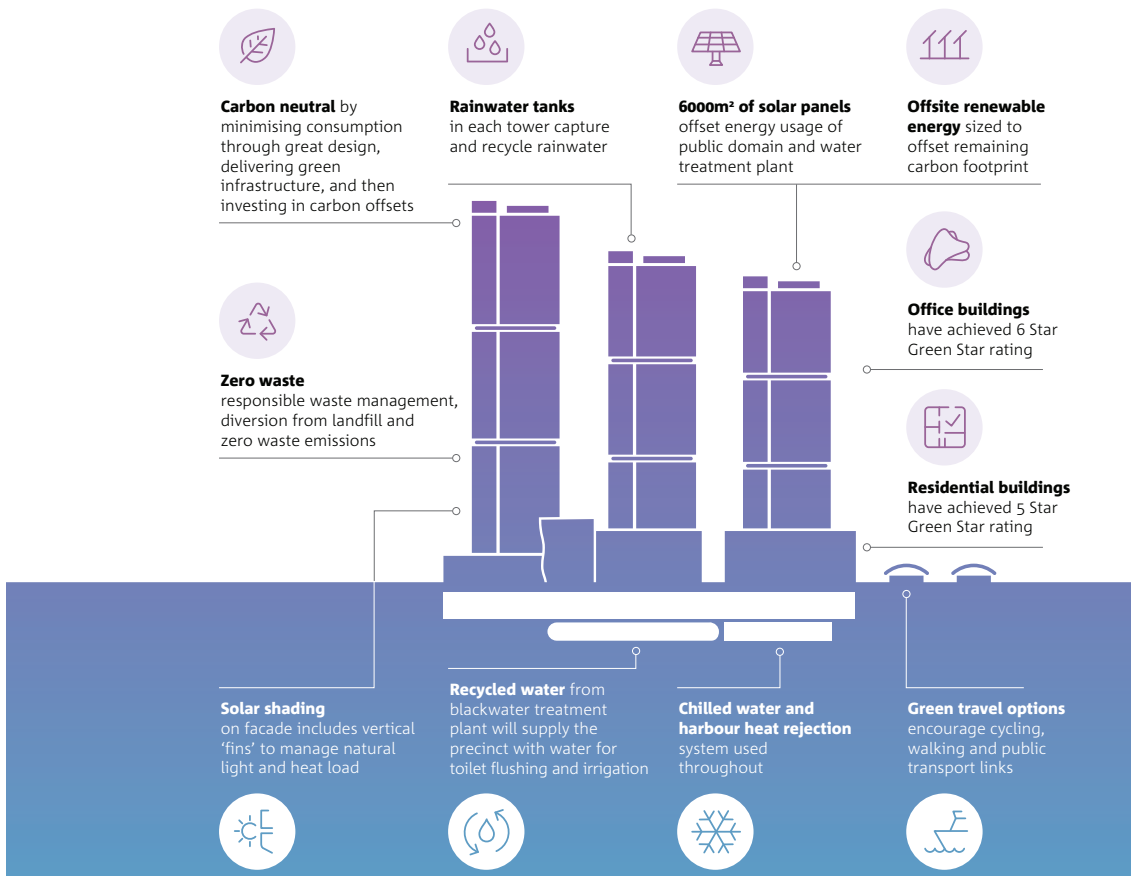 Carbon neutral by
minimising consumption
through great design,
delivering green
infrastructure, and then
investing in carbon offsets
Rainwater tanks
in each tower capture
and recycle rainwater
6000m² of solar panels
offset energy usage of
public domain and water
treatment plant
Offsite renewable
energy sized to
offset remaining
carbon footprint
Office buildings
have achieved 6 Star
Green Star rating
Zero waste
responsible waste management,
diversion from landfill and
zero waste emissions
Residential buildings
have achieved 5 Star
Green Star rating
Solar shading
on facade includes vertical
‘fins’ to manage natural
light and heat load
Recycled water from
blackwater treatment
plant will supply the
precinct with water for
toilet flushing and irrigation
Chilled water and
harbour heat rejection
system used
throughout
Green travel options
encourage cycling,
walking and public
transport links